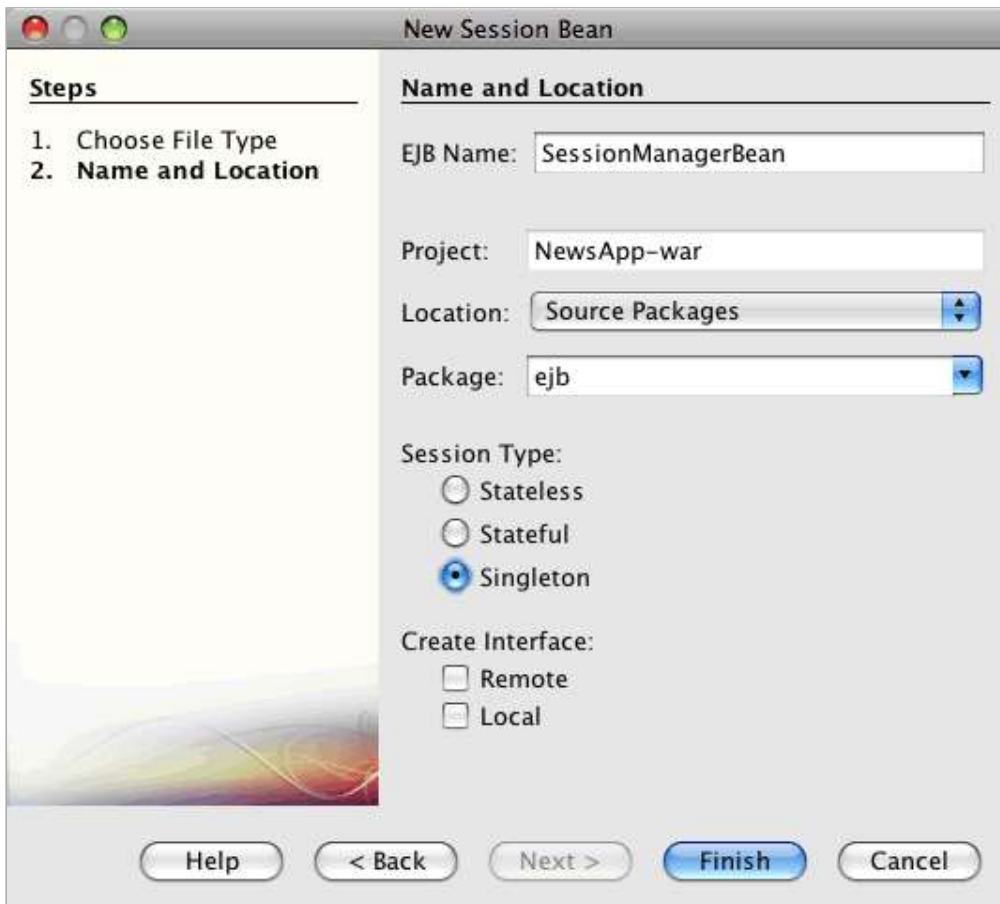 New Session Bean
Steps
1. Choose File Type
2. Name and Location
Name and Location
EJB Name: SessionManagerBean
Project: NewsApp-war
Location: Source Packages
Package: ejb
Session Type:
Stateless
Stateful
Singleton
Create Interface:
Remote
Local
Help < Back Next > Finish Cancel